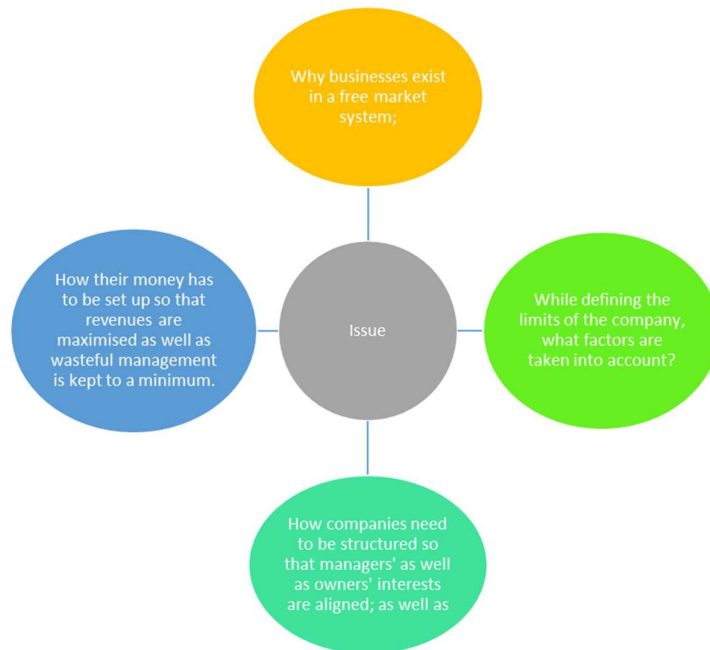 Why businesses exist
in a free market
system;
How their money has
to be set up so that
revenues are
maximised as well as
wasteful management
is kept to a minimum.
Issue
While defining the
limits of the company,
what factors are
taken into account?
How companies need
to be structured so
that managers' as well
as owners' interests
are aligned; as well as